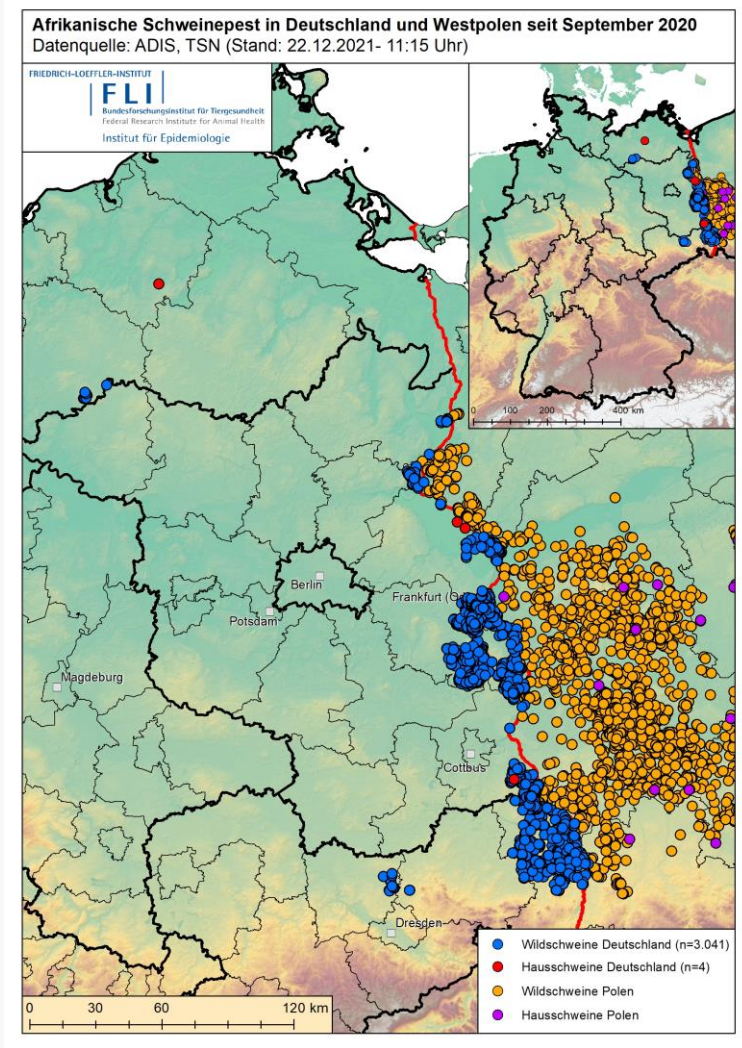 Afrikanische Schweinepest in Deutschland und Westpolen seit September 2020
Datenquelle: ADIS, TSN (Stand: 22.12.2021- 11:15 Uhr)
FRIEDRICH-LOEFFLER-INSTITUT
FLI
Bundesforschungsinstitut für Tiergesundheit
Federal Research Institute for Animal Health
Institut für Epidemiologie
0 100 200 400 km
Berlin
Frankfurt (O
Potsdam
Magdeburg
Cottbus
Dresden
Wildschweine Deutschland (n=3.041)
Hausschweine Deutschland (n=4)
Wildschweine Polen
Hausschweine Polen
0 30 60 120 km